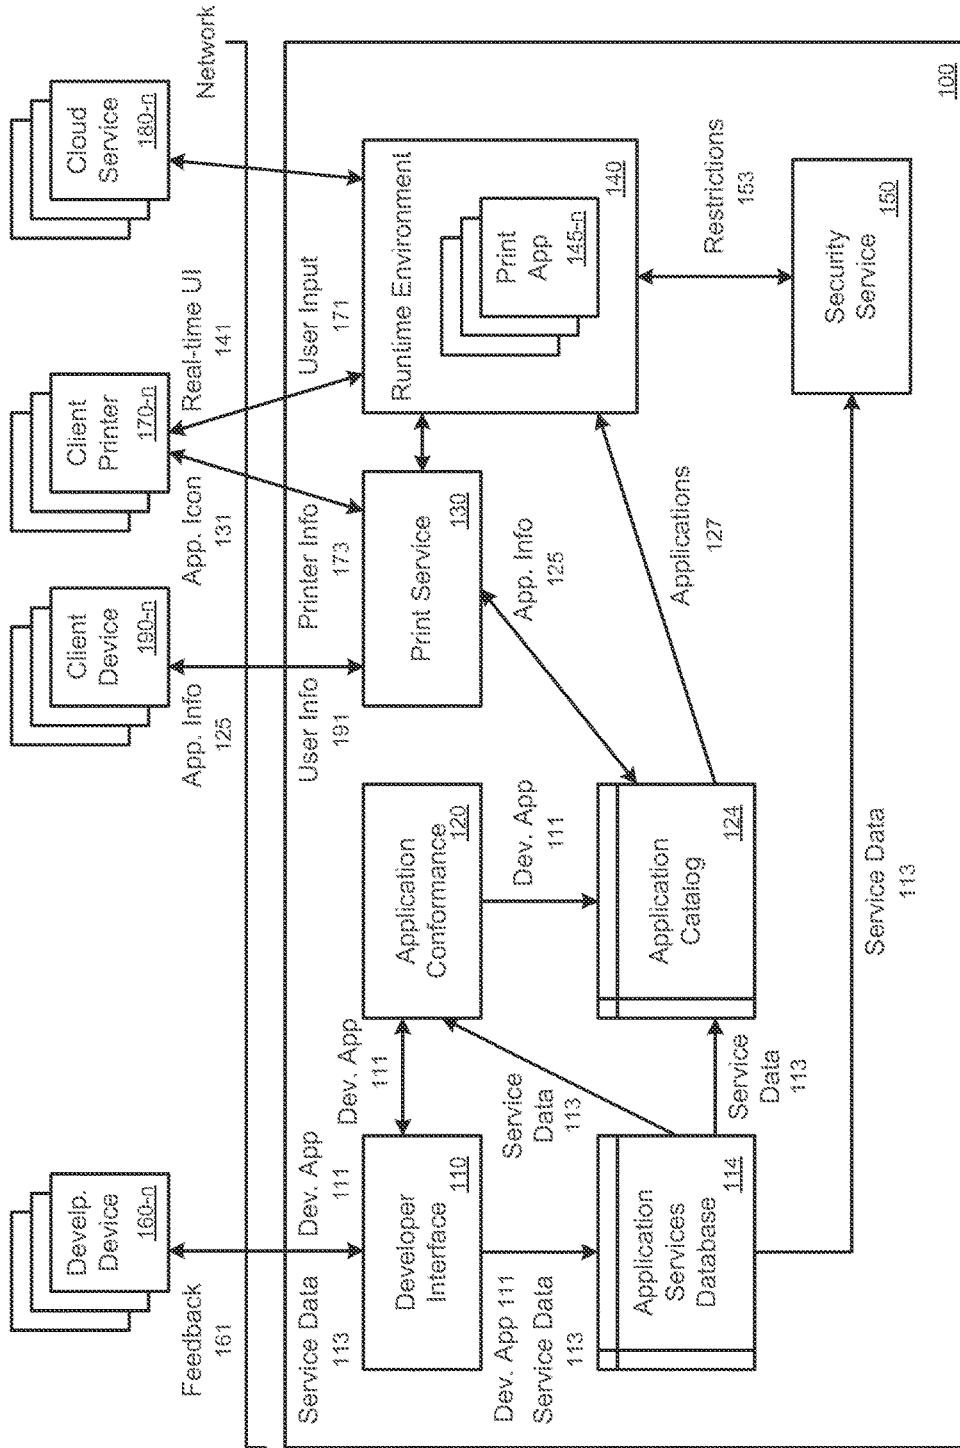 Develp.
Device
160-n
Client
Device
190-n
Client
Printer
170-n
Cloud
Service
180-n
Feedback
161
App. Info
125
App. Icon
131
Real-time UI
141
Network
Service Data
113
Dev. App
111
User Info
191
Printer Info
173
User Input
171
Developer
Interface
110
Dev. App
111
Application
Conformance
120
Print Service
130
Runtime Environment
Print
App
145-n
140
Dev. App 111
Service Data
113
Service
Data
113
Dev. App
111
App. Info
125
Application
Services
Database
114
Service
Data
113
Application
Catalog
124
Applications
127
Restrictions
153
Service Data
113
Security
Service
150
100